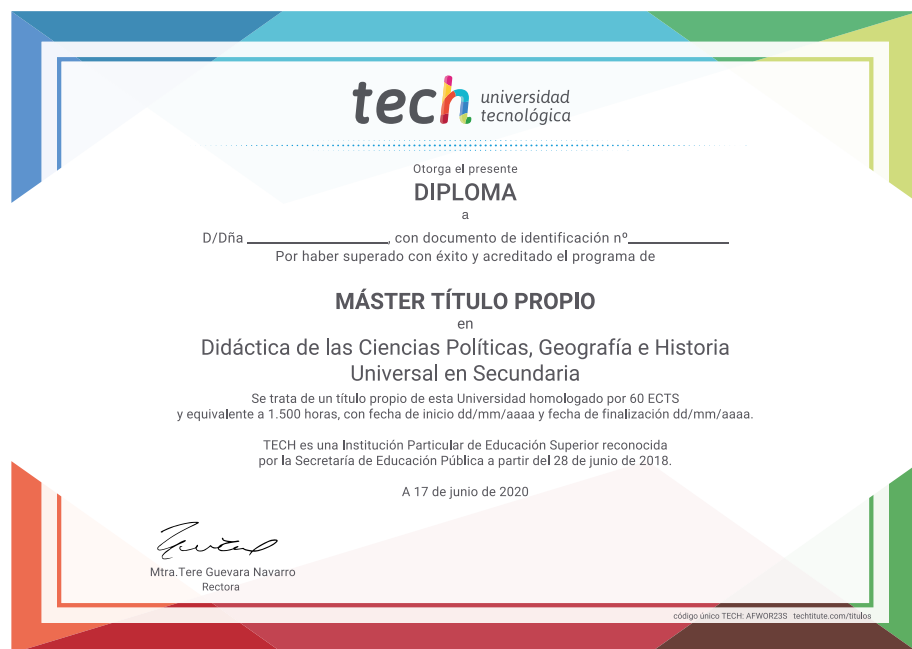 tech universidad
tecnológica
Otorga el presente
DIPLOMA
a
D/Dña ____________________, con documento de identificación nº______________
Por haber superado con éxito y acreditado el programa de
MÁSTER TÍTULO PROPIO
en
Didáctica de las Ciencias Políticas, Geografía e Historia
Universal en Secundaria
Se trata de un título propio de esta Universidad homologado por 60 ECTS
y equivalente a 1.500 horas, con fecha de inicio dd/mm/aaaa y fecha de finalización dd/mm/aaaa.
TECH es una Institución Particular de Educación Superior reconocida
por la Secretaría de Educación Pública a partir del 28 de junio de 2018.
A 17 de junio de 2020
Mtra.Tere Guevara Navarro
Rectora
código único TECH: AFWOR23S techtitute.com/titulos